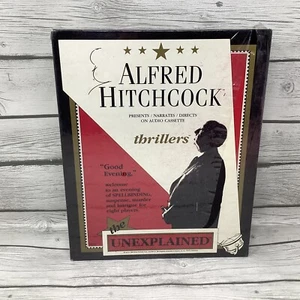 ALFRED
HITCHCOCK
PRESENTS / NARRATES / DIRECTS
ON AUDIO CASSETTE
thrillers
"Good
Evening,"
welcome
to an evening
of SPELLBINDING,
suspense, murder
and intrigue for
eight players.
the
UNEXPLAINED